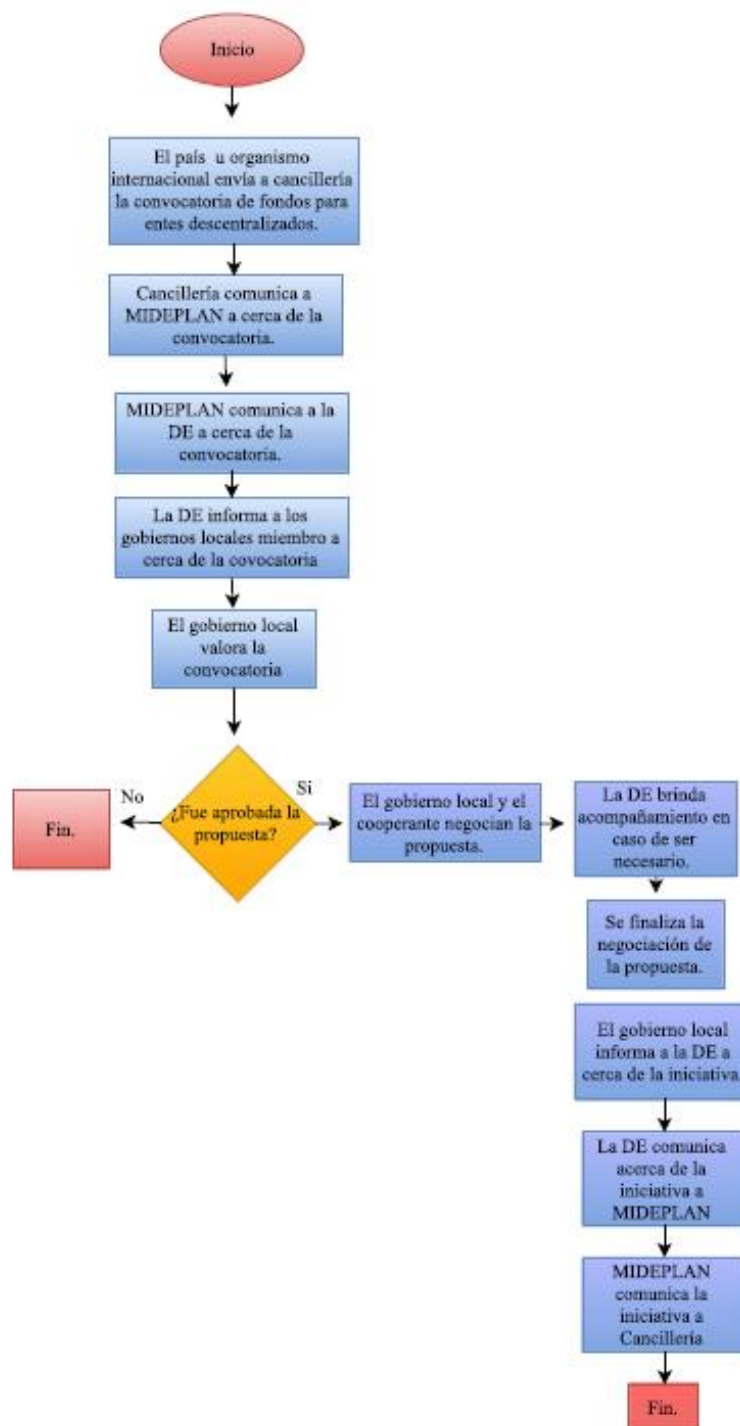 Inicio
El país u organismo
internacional envía a cancillería
la convocatoria de fondos para
entes descentralizados.
Cancillería comunica a
MIDEPLAN a cerca de la
convocatoria.
MIDEPLAN comunica a la
DE a cerca de la
convocatoria.
La DE informa a los
gobiernos locales miembro a
cerca de la covocatoria
El gobierno local
valora la
convocatoria
¿Fue aprobada la
propuesta?
No
Fin.
Si
El gobierno local y el
cooperante negocian la
propuesta.
La DE brinda
acompañamiento en
caso de ser
necesario.
Se finaliza la
negociación de
la propuesta.
El gobierno local
informa a la DE a
cerca de la iniciativa.
La DE comunica
acerca de la
iniciativa a
MIDEPLAN
MIDEPLAN
comunica la
iniciativa a
Cancillería
Fin.